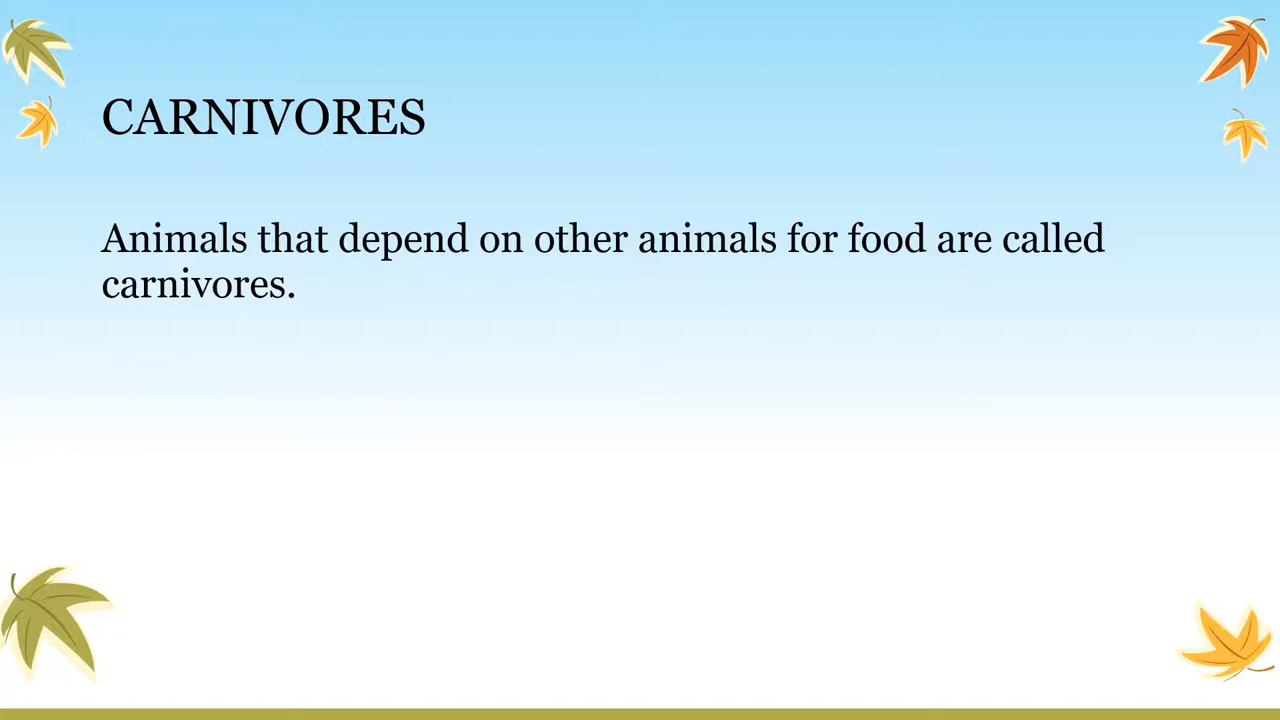 CARNIVORES
Animals that depend on other animals for food are called
carnivores.